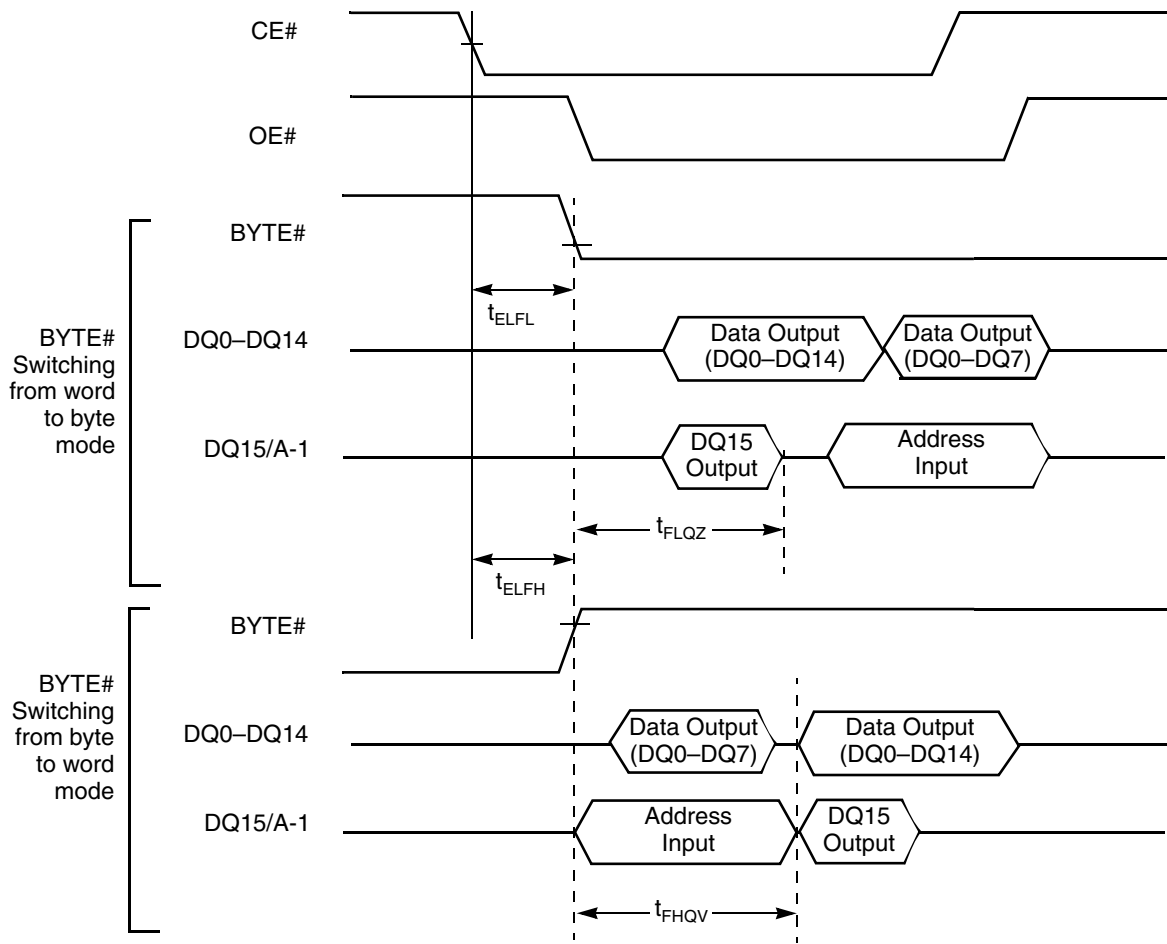 CE#
OE#
BYTE#
tELFL
BYTE#
Switching
from word
to byte
mode
DQ0–DQ14
Data Output
(DQ0–DQ14)
Data Output
(DQ0–DQ7)
DQ15/A-1
DQ15
Output
Address
Input
tFLQZ
tELFH
BYTE#
BYTE#
Switching
from byte
to word
mode
DQ0–DQ14
Data Output
(DQ0–DQ7)
Data Output
(DQ0–DQ14)
DQ15/A-1
Address
Input
DQ15
Output
tFHQV